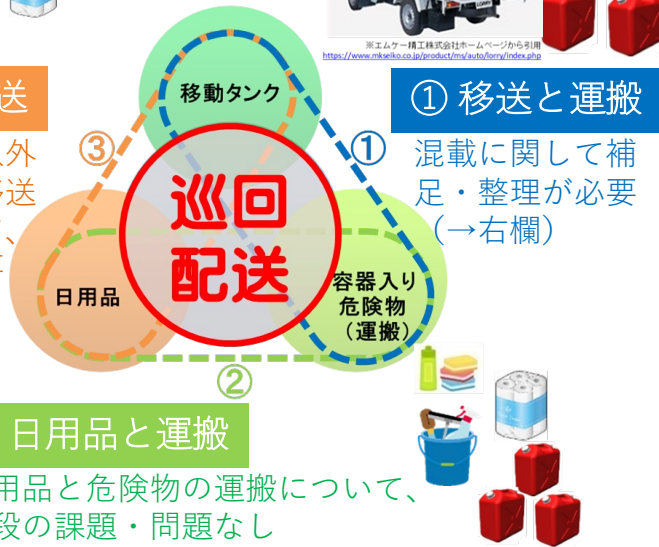 ※エムケー精工株式会社ホームページから引用
https://www.mkseiko.co.jp/product/ms/auto/lorry/index.php
送
① 移送と運搬
外
移送
、
混載に関して補
足・整理が必要
（→右欄）
移動タンク
③
①
巡回
配送
日用品
容器入り
危険物
（運搬）
②
日用品と運搬
用品と危険物の運搬について、
段の課題・問題なし
LORRY